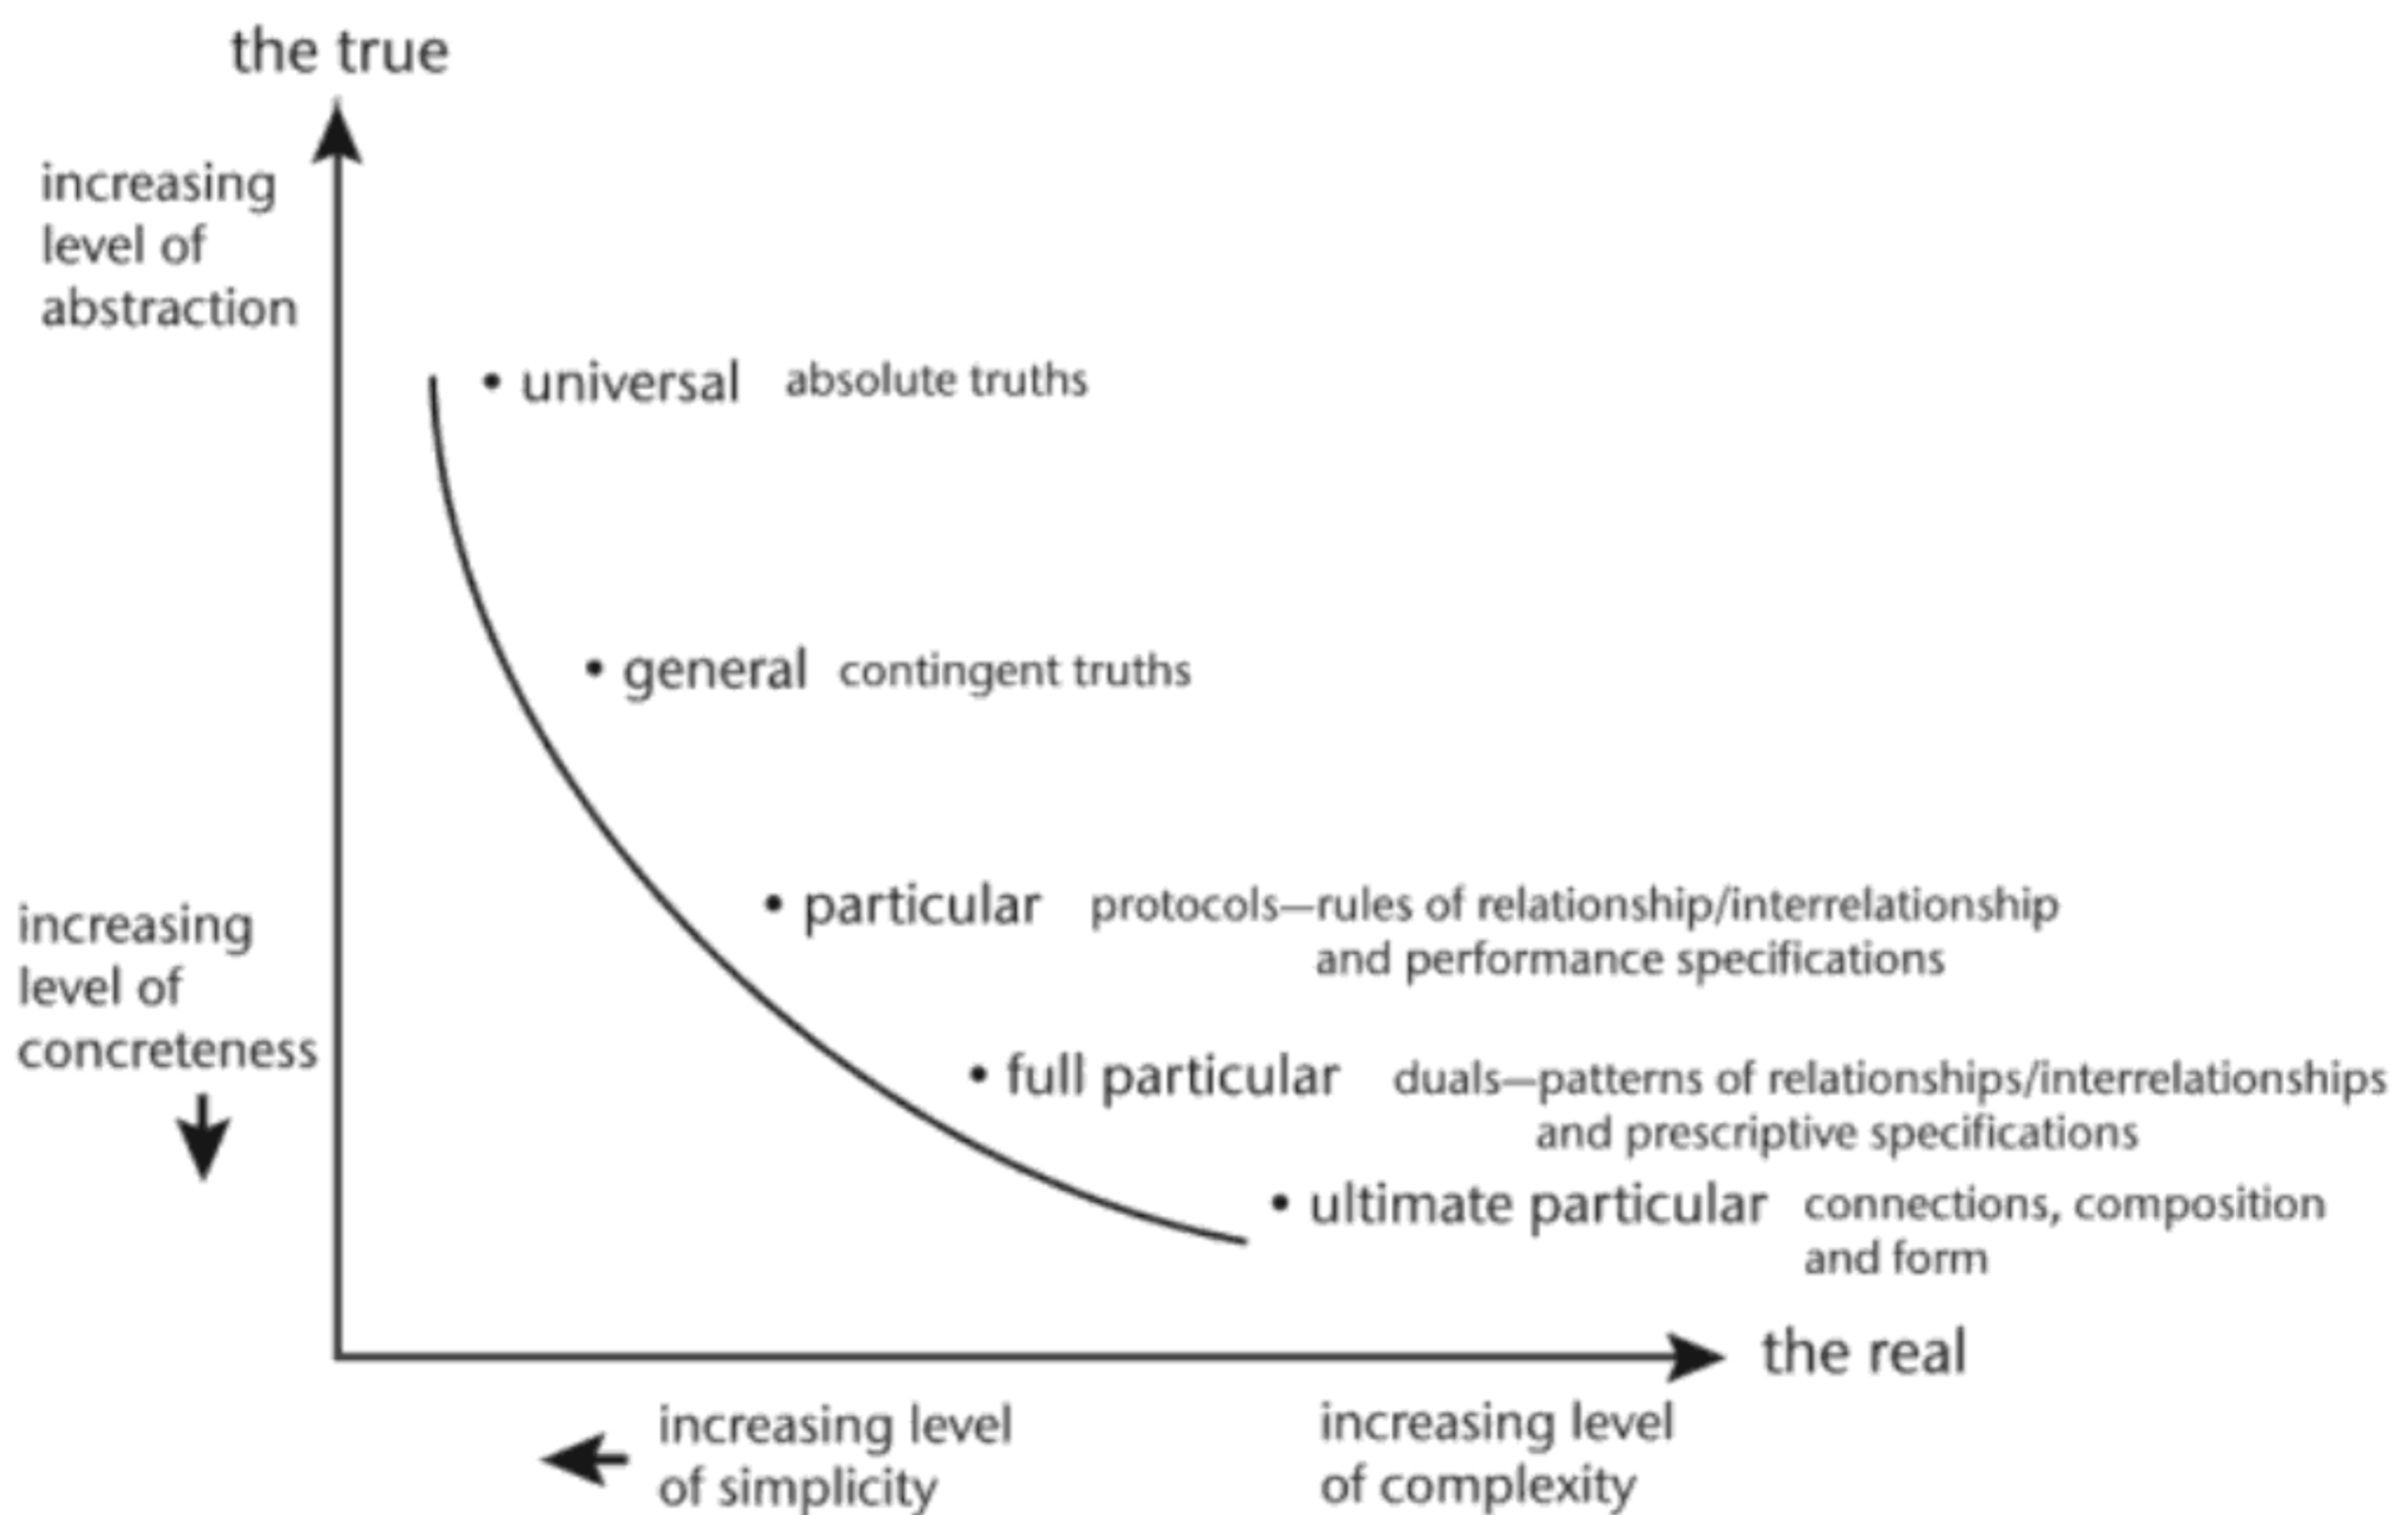 the true
increasing
level of
abstraction
• universal absolute truths
• general contingent truths
• particular protocols—rules of relationship/interrelationship
and performance specifications
increasing
level of
concreteness
• full particular duals—patterns of relationships/interrelationships
and prescriptive specifications
• ultimate particular connections, composition
and form
the real
increasing level
of simplicity
increasing level
of complexity